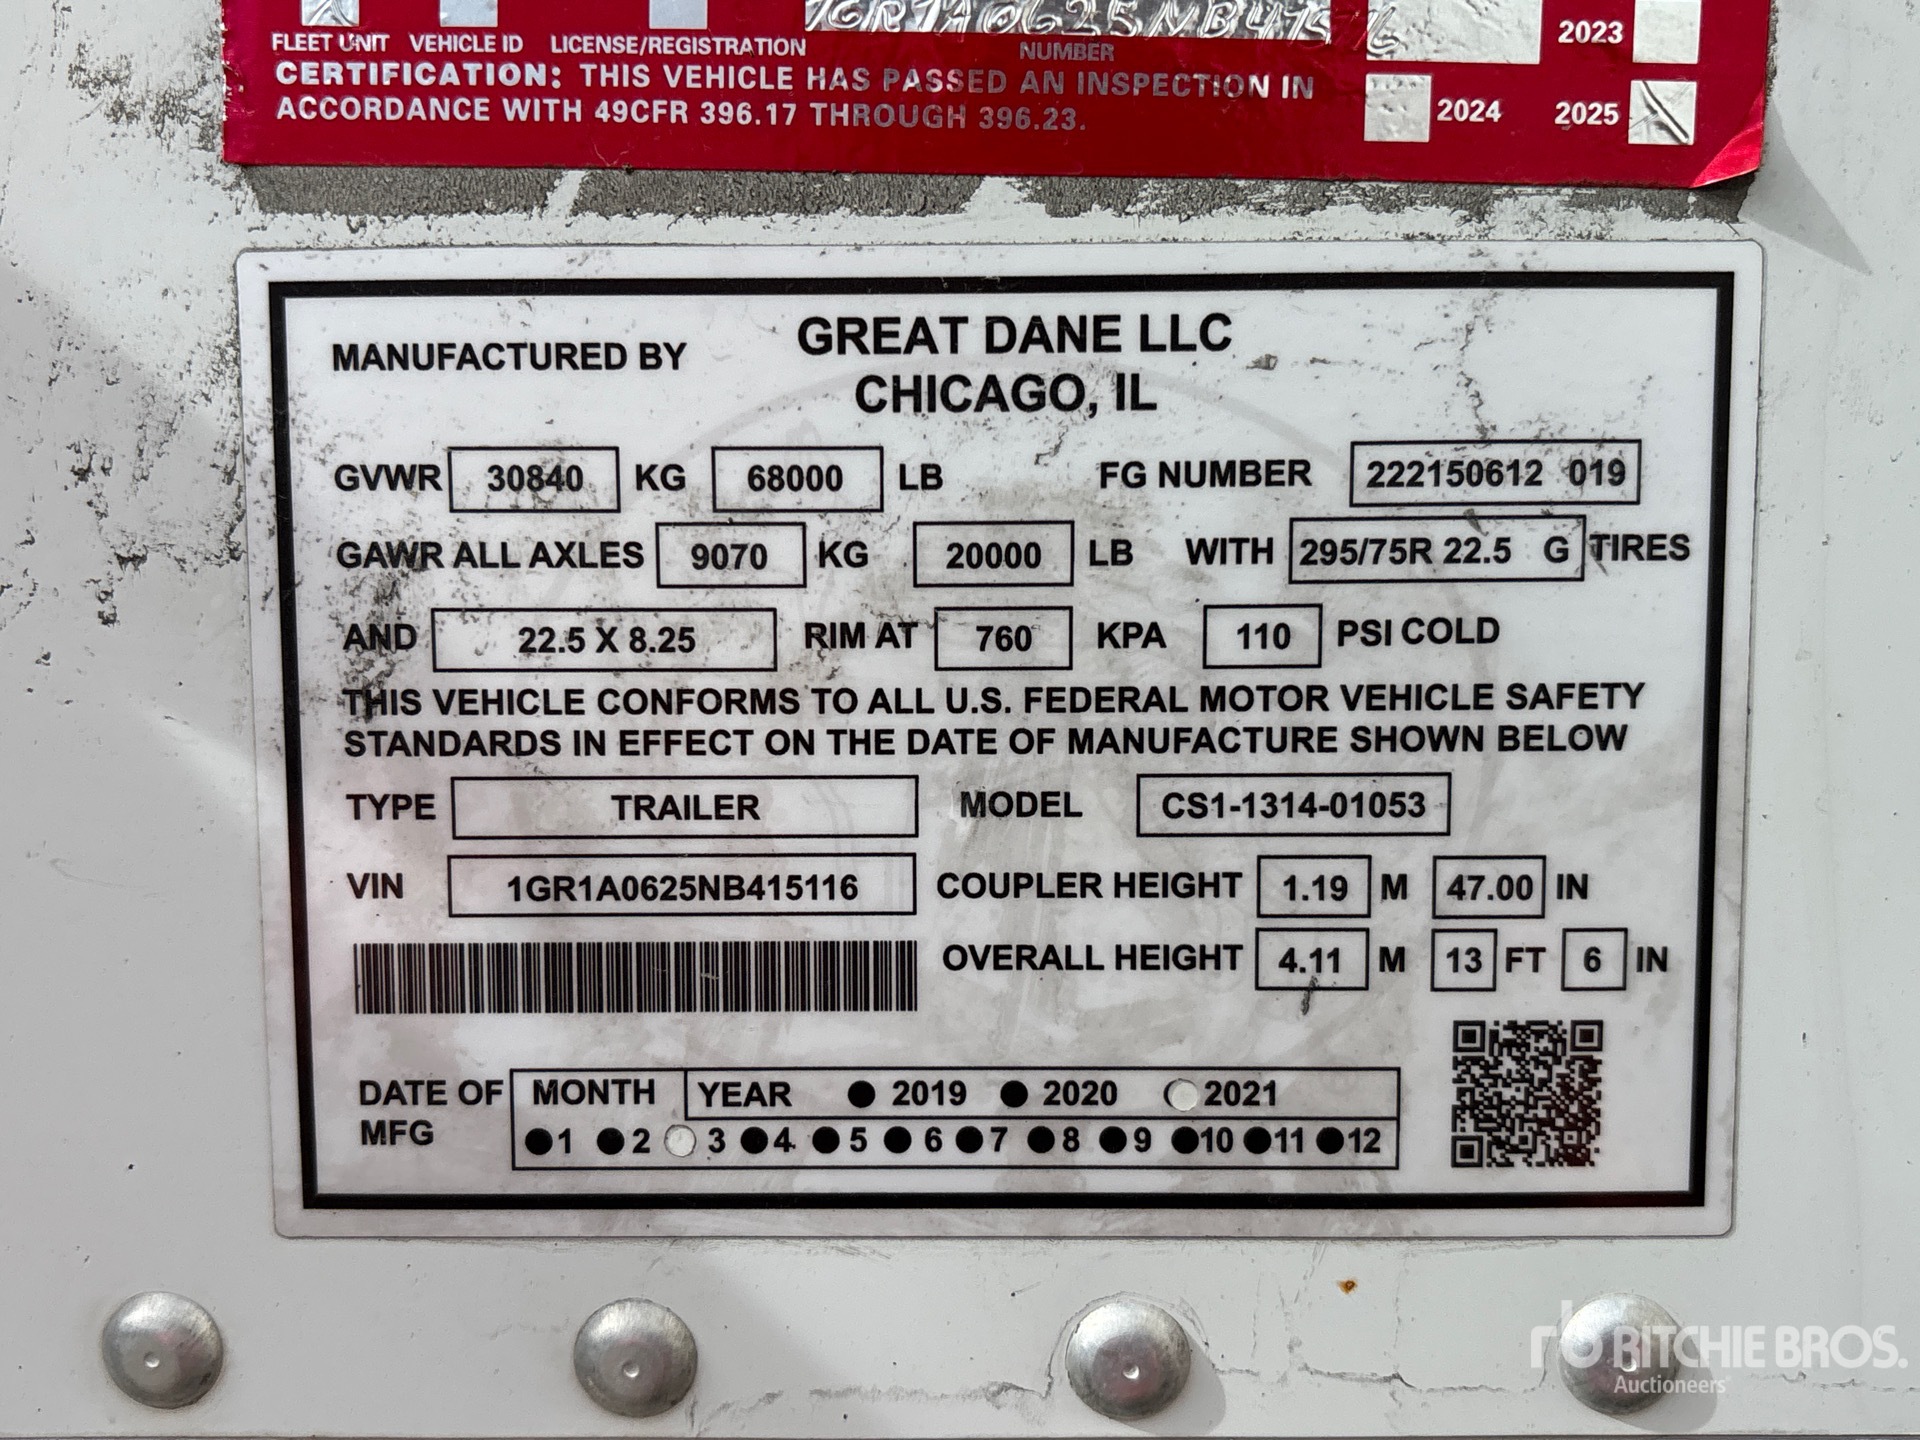 2023
FLEET UNIT VEHICLE ID LICENSE/REGISTRATION NUMBER
CERTIFICATION: THIS VEHICLE HAS PASSED AN INSPECTION IN
ACCORDANCE WITH 49CFR 396.17 THROUGH 396.23.
2024 2025
MANUFACTURED BY GREAT DANE LLC
CHICAGO, IL
GVWR 30840 KG 68000 LB FG NUMBER 222150612 019
GAWR ALL AXLES 9070 KG 20000 LB WITH 295/75R 22.5 G TIRES
AND 22.5 X 8.25 RIM AT 760 KPA 110 PSI COLD
THIS VEHICLE CONFORMS TO ALL U.S. FEDERAL MOTOR VEHICLE SAFETY
STANDARDS IN EFFECT ON THE DATE OF MANUFACTURE SHOWN BELOW
TYPE TRAILER MODEL CS1-1314-01053
VIN 1GR1A0625NB415116 COUPLER HEIGHT 1.19 M 47.00 IN
OVERALL HEIGHT 4.11 M 13 FT 6 IN
DATE OF MFG MONTH YEAR 2019 2020 2021
1 2 3 4 5 6 7 8 9 10 11 12
rb RITCHIE BROS.
Auctioneers